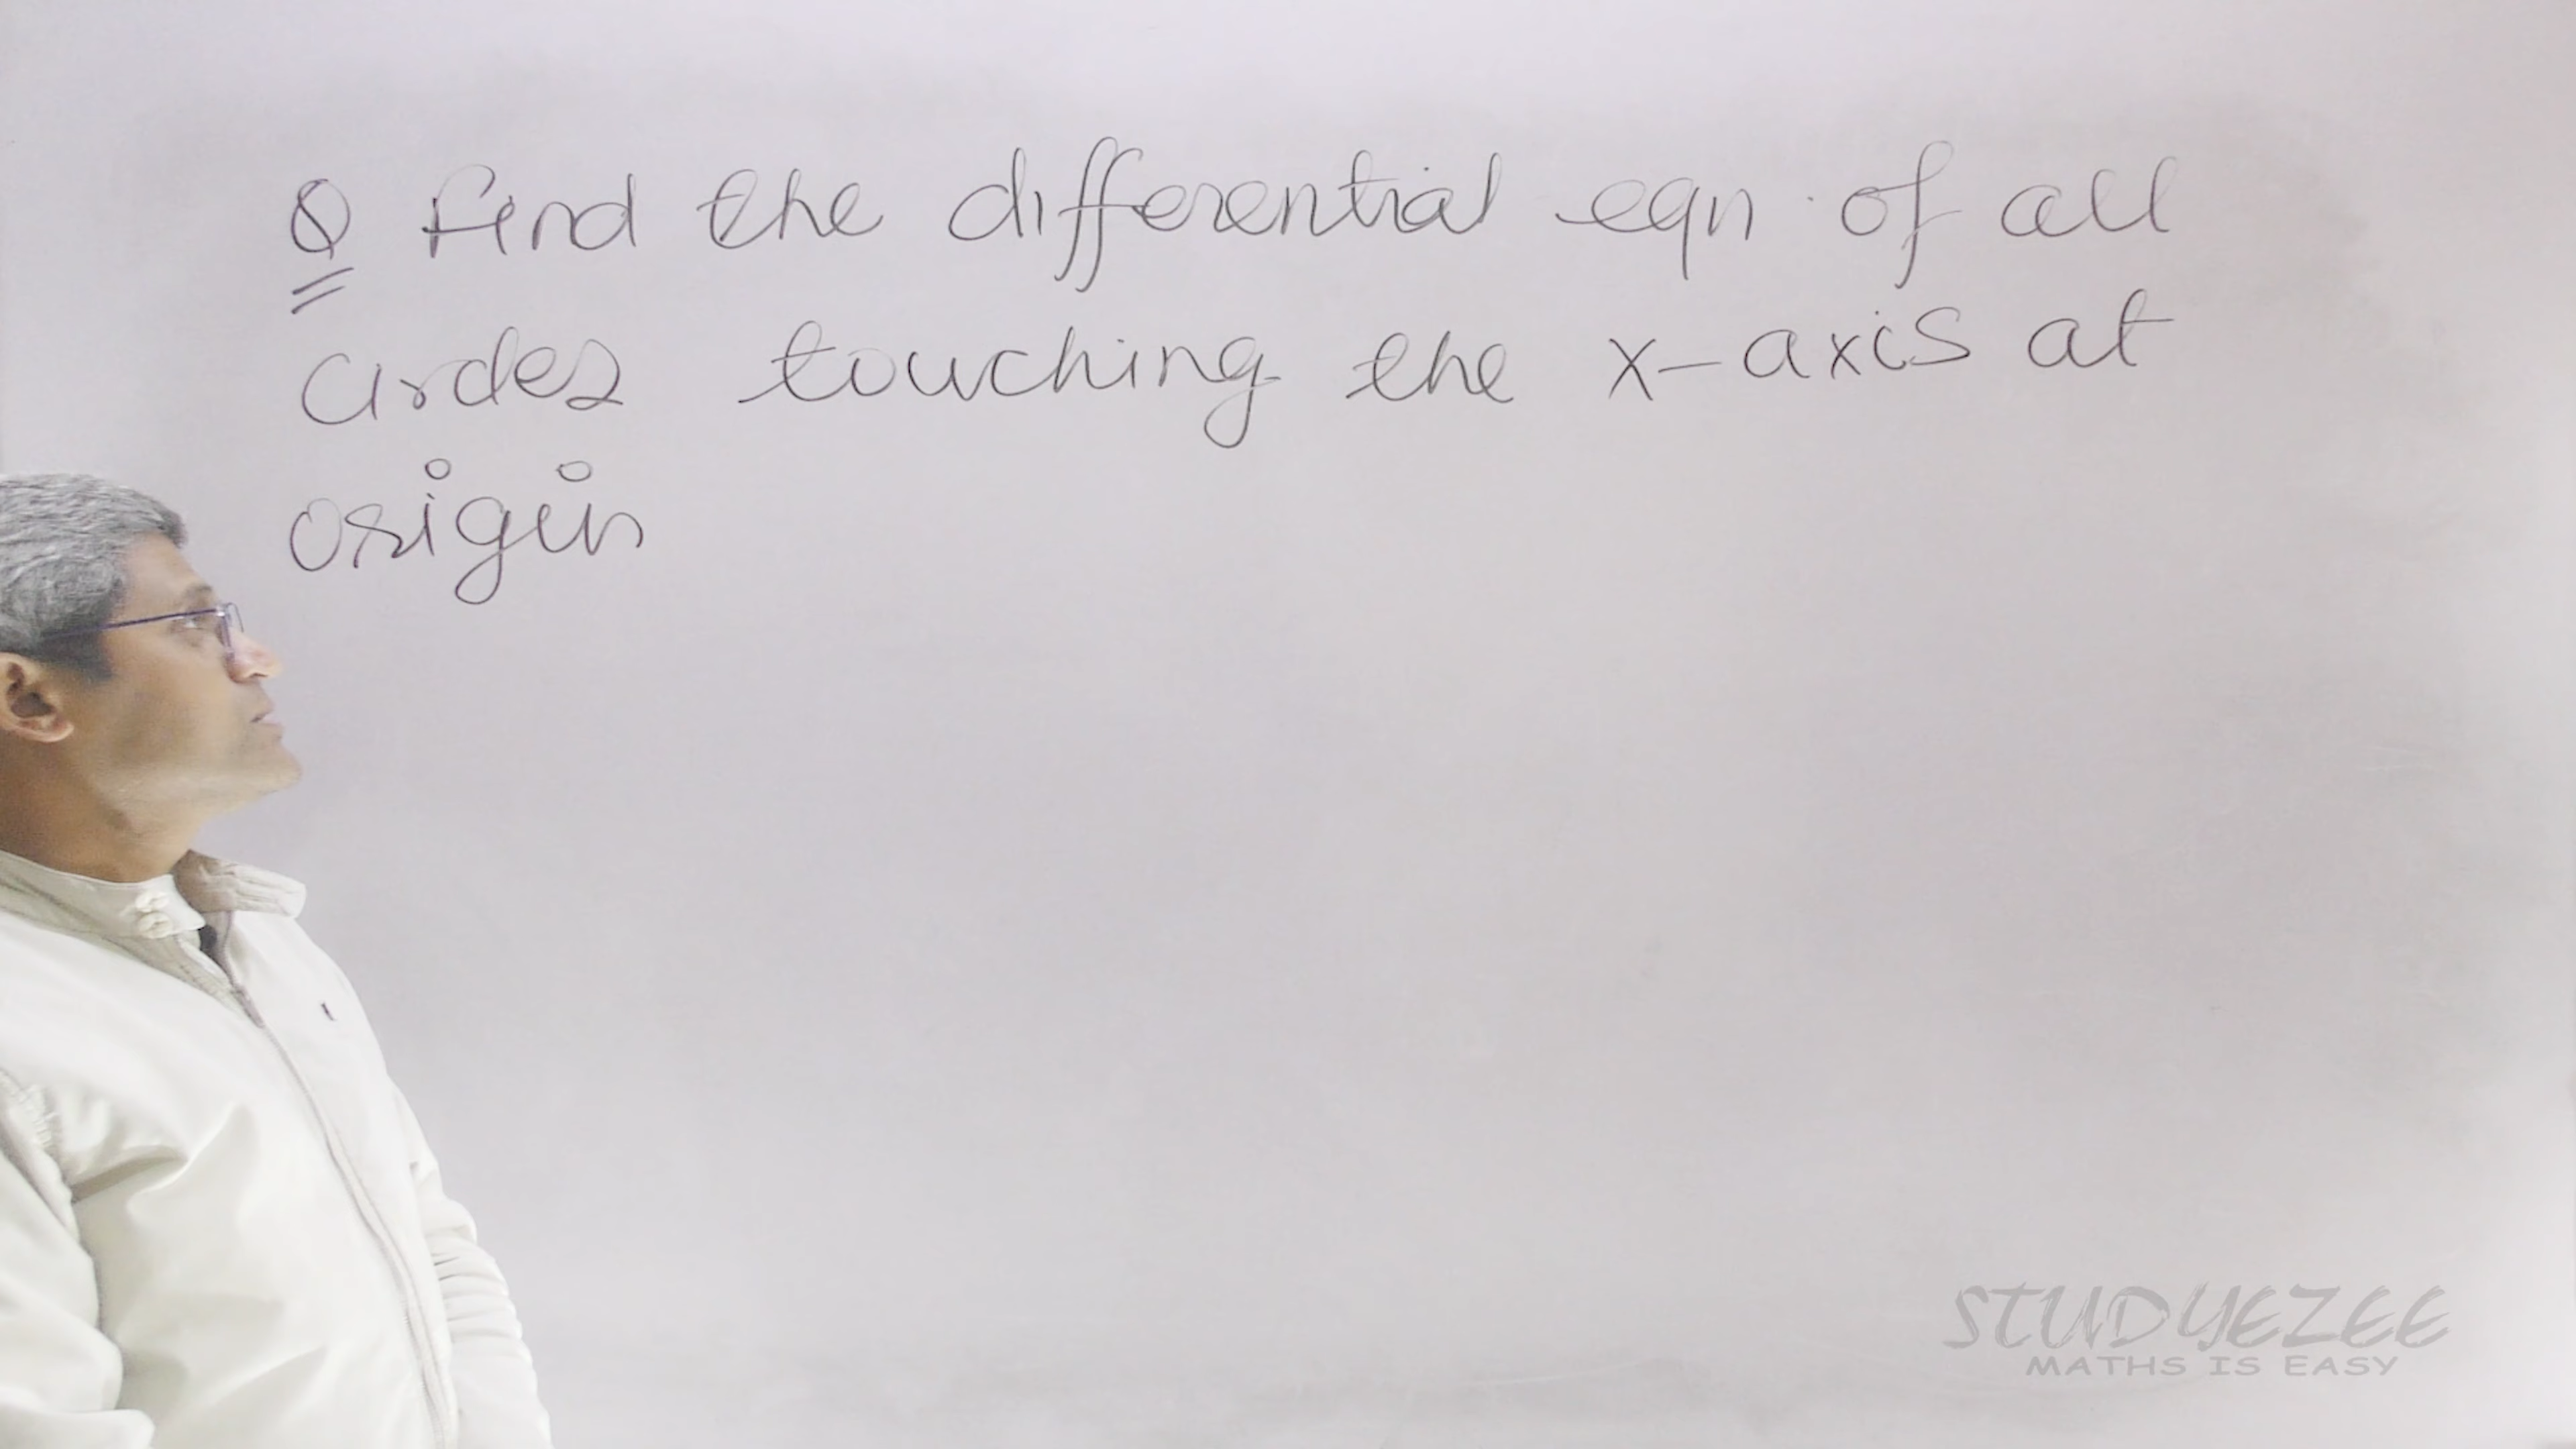 Q Find the differential eqn. of all
circles touching the x-axis at
origin
STUDYEZEE
MATHS IS EASY